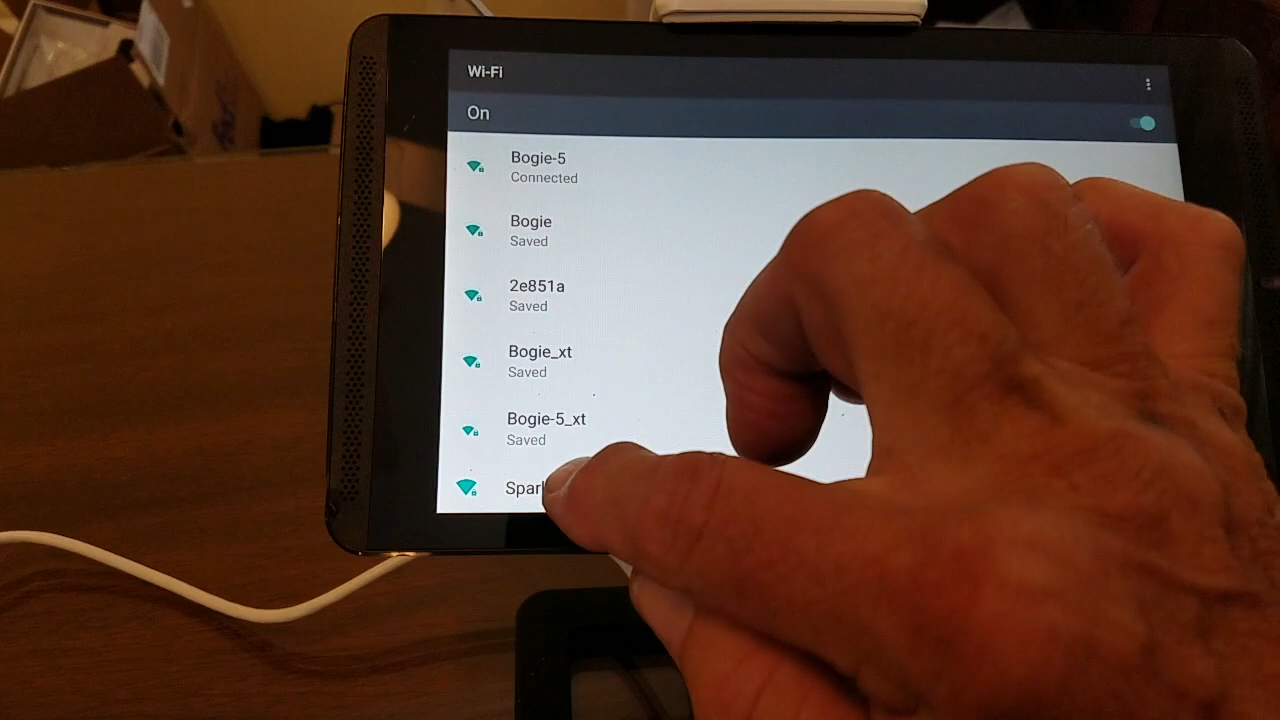 Wi-Fi
On
Bogie-5
Connected
Bogie
Saved
2e851a
Saved
Bogie_xt
Saved
Bogie-5_xt
Saved